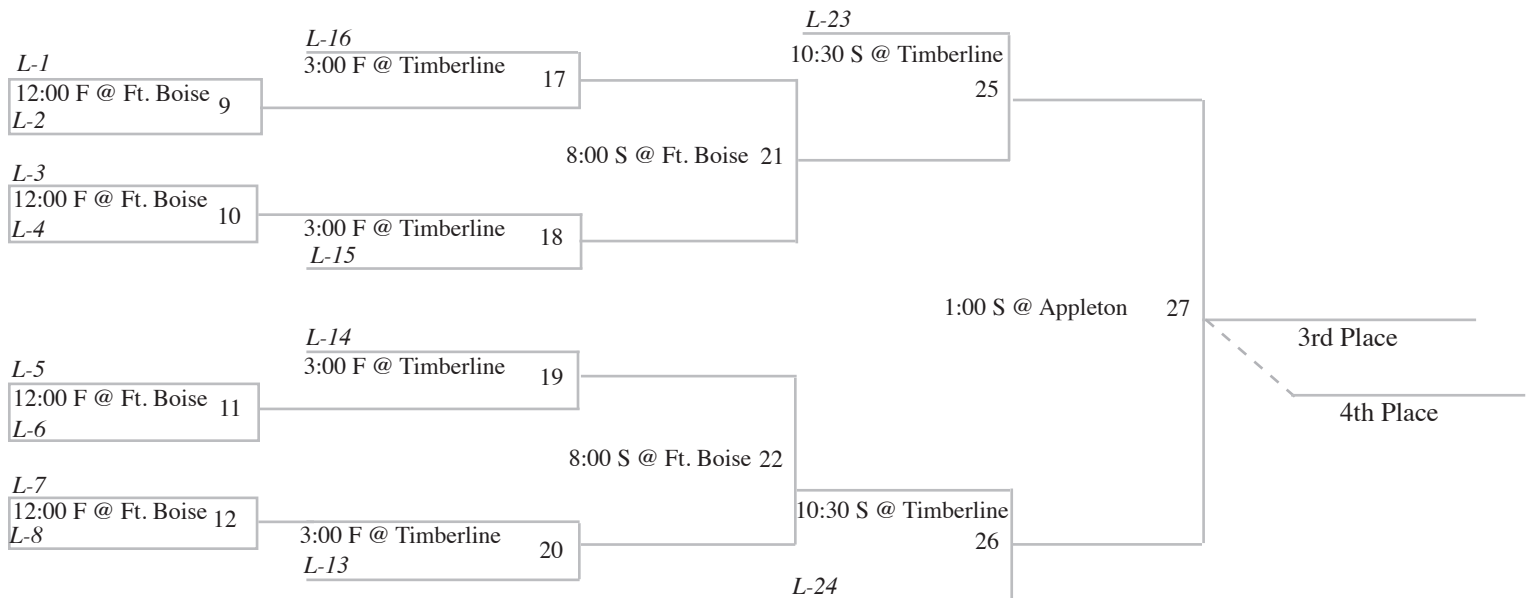 L-1
12:00 F @ Ft. Boise 9
L-2
L-3
12:00 F @ Ft. Boise 10
L-4
L-5
12:00 F @ Ft. Boise 11
L-6
L-7
12:00 F @ Ft. Boise 12
L-8
L-16
3:00 F @ Timberline 17
3:00 F @ Timberline 18
L-15
L-14
3:00 F @ Timberline 19
3:00 F @ Timberline 20
L-13
8:00 S @ Ft. Boise 21
8:00 S @ Ft. Boise 22
L-23
10:30 S @ Timberline
25
10:30 S @ Timberline
26
L-24
1:00 S @ Appleton 27
3rd Place
4th Place